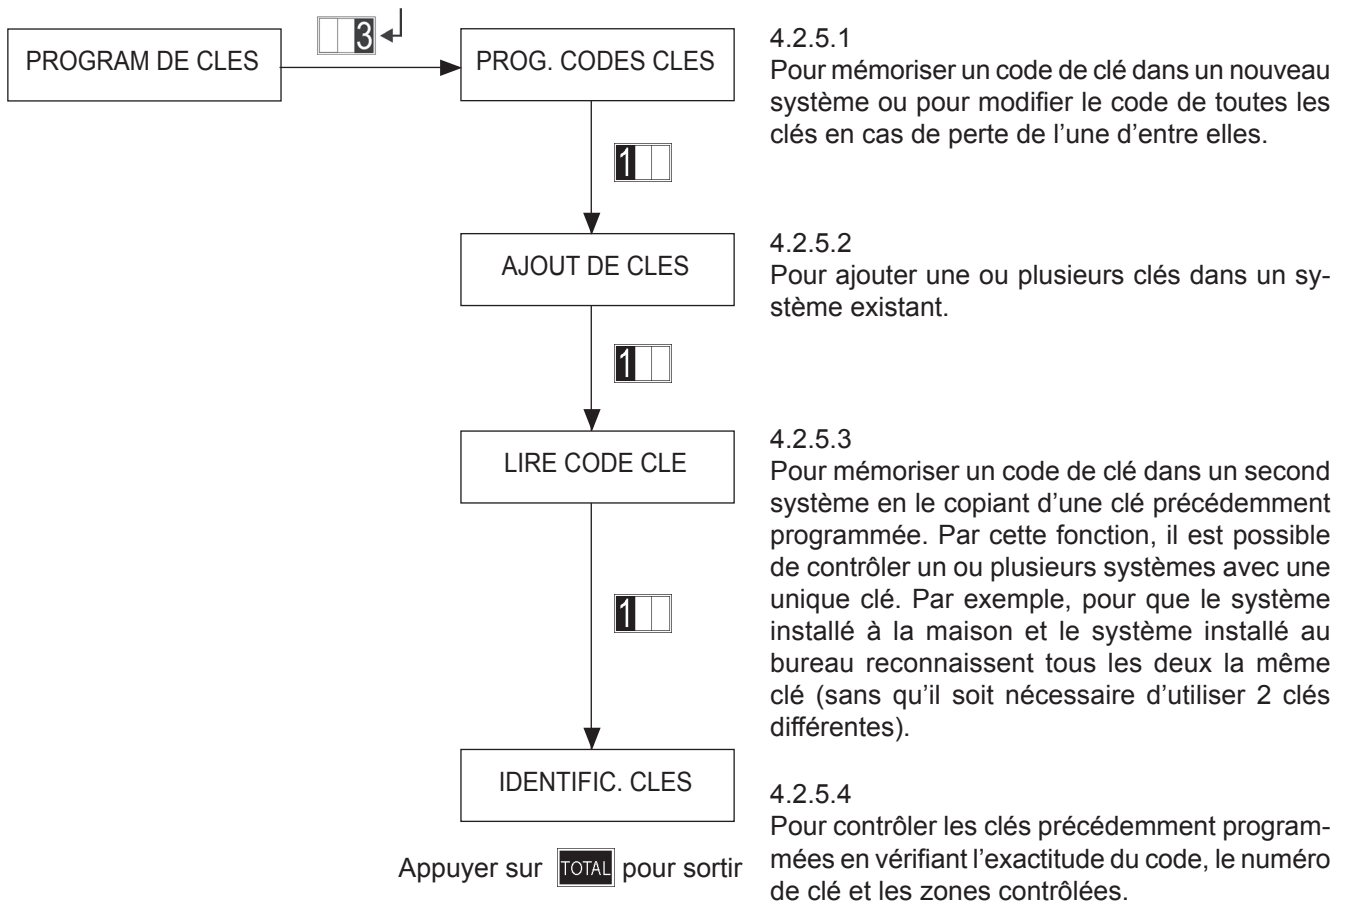 PROGRAM DE CLES
3
PROG. CODES CLES
4.2.5.1
Pour mémoriser un code de clé dans un nouveau
système ou pour modifier le code de toutes les
clés en cas de perte de l’une d’entre elles.
1
AJOUT DE CLES
4.2.5.2
Pour ajouter une ou plusieurs clés dans un sy-
stème existant.
1
LIRE CODE CLE
4.2.5.3
Pour mémoriser un code de clé dans un second
système en le copiant d’une clé précédemment
programmée. Par cette fonction, il est possible
de contrôler un ou plusieurs systèmes avec une
unique clé. Par exemple, pour que le système
installé à la maison et le système installé au
bureau reconnaissent tous les deux la même
clé (sans qu’il soit nécessaire d’utiliser 2 clés
différentes).
1
IDENTIFIC. CLES
4.2.5.4
Pour contrôler les clés précédemment program-
mées en vérifiant l’exactitude du code, le numéro
de clé et les zones contrôlées.
Appuyer sur TOTAL pour sortir